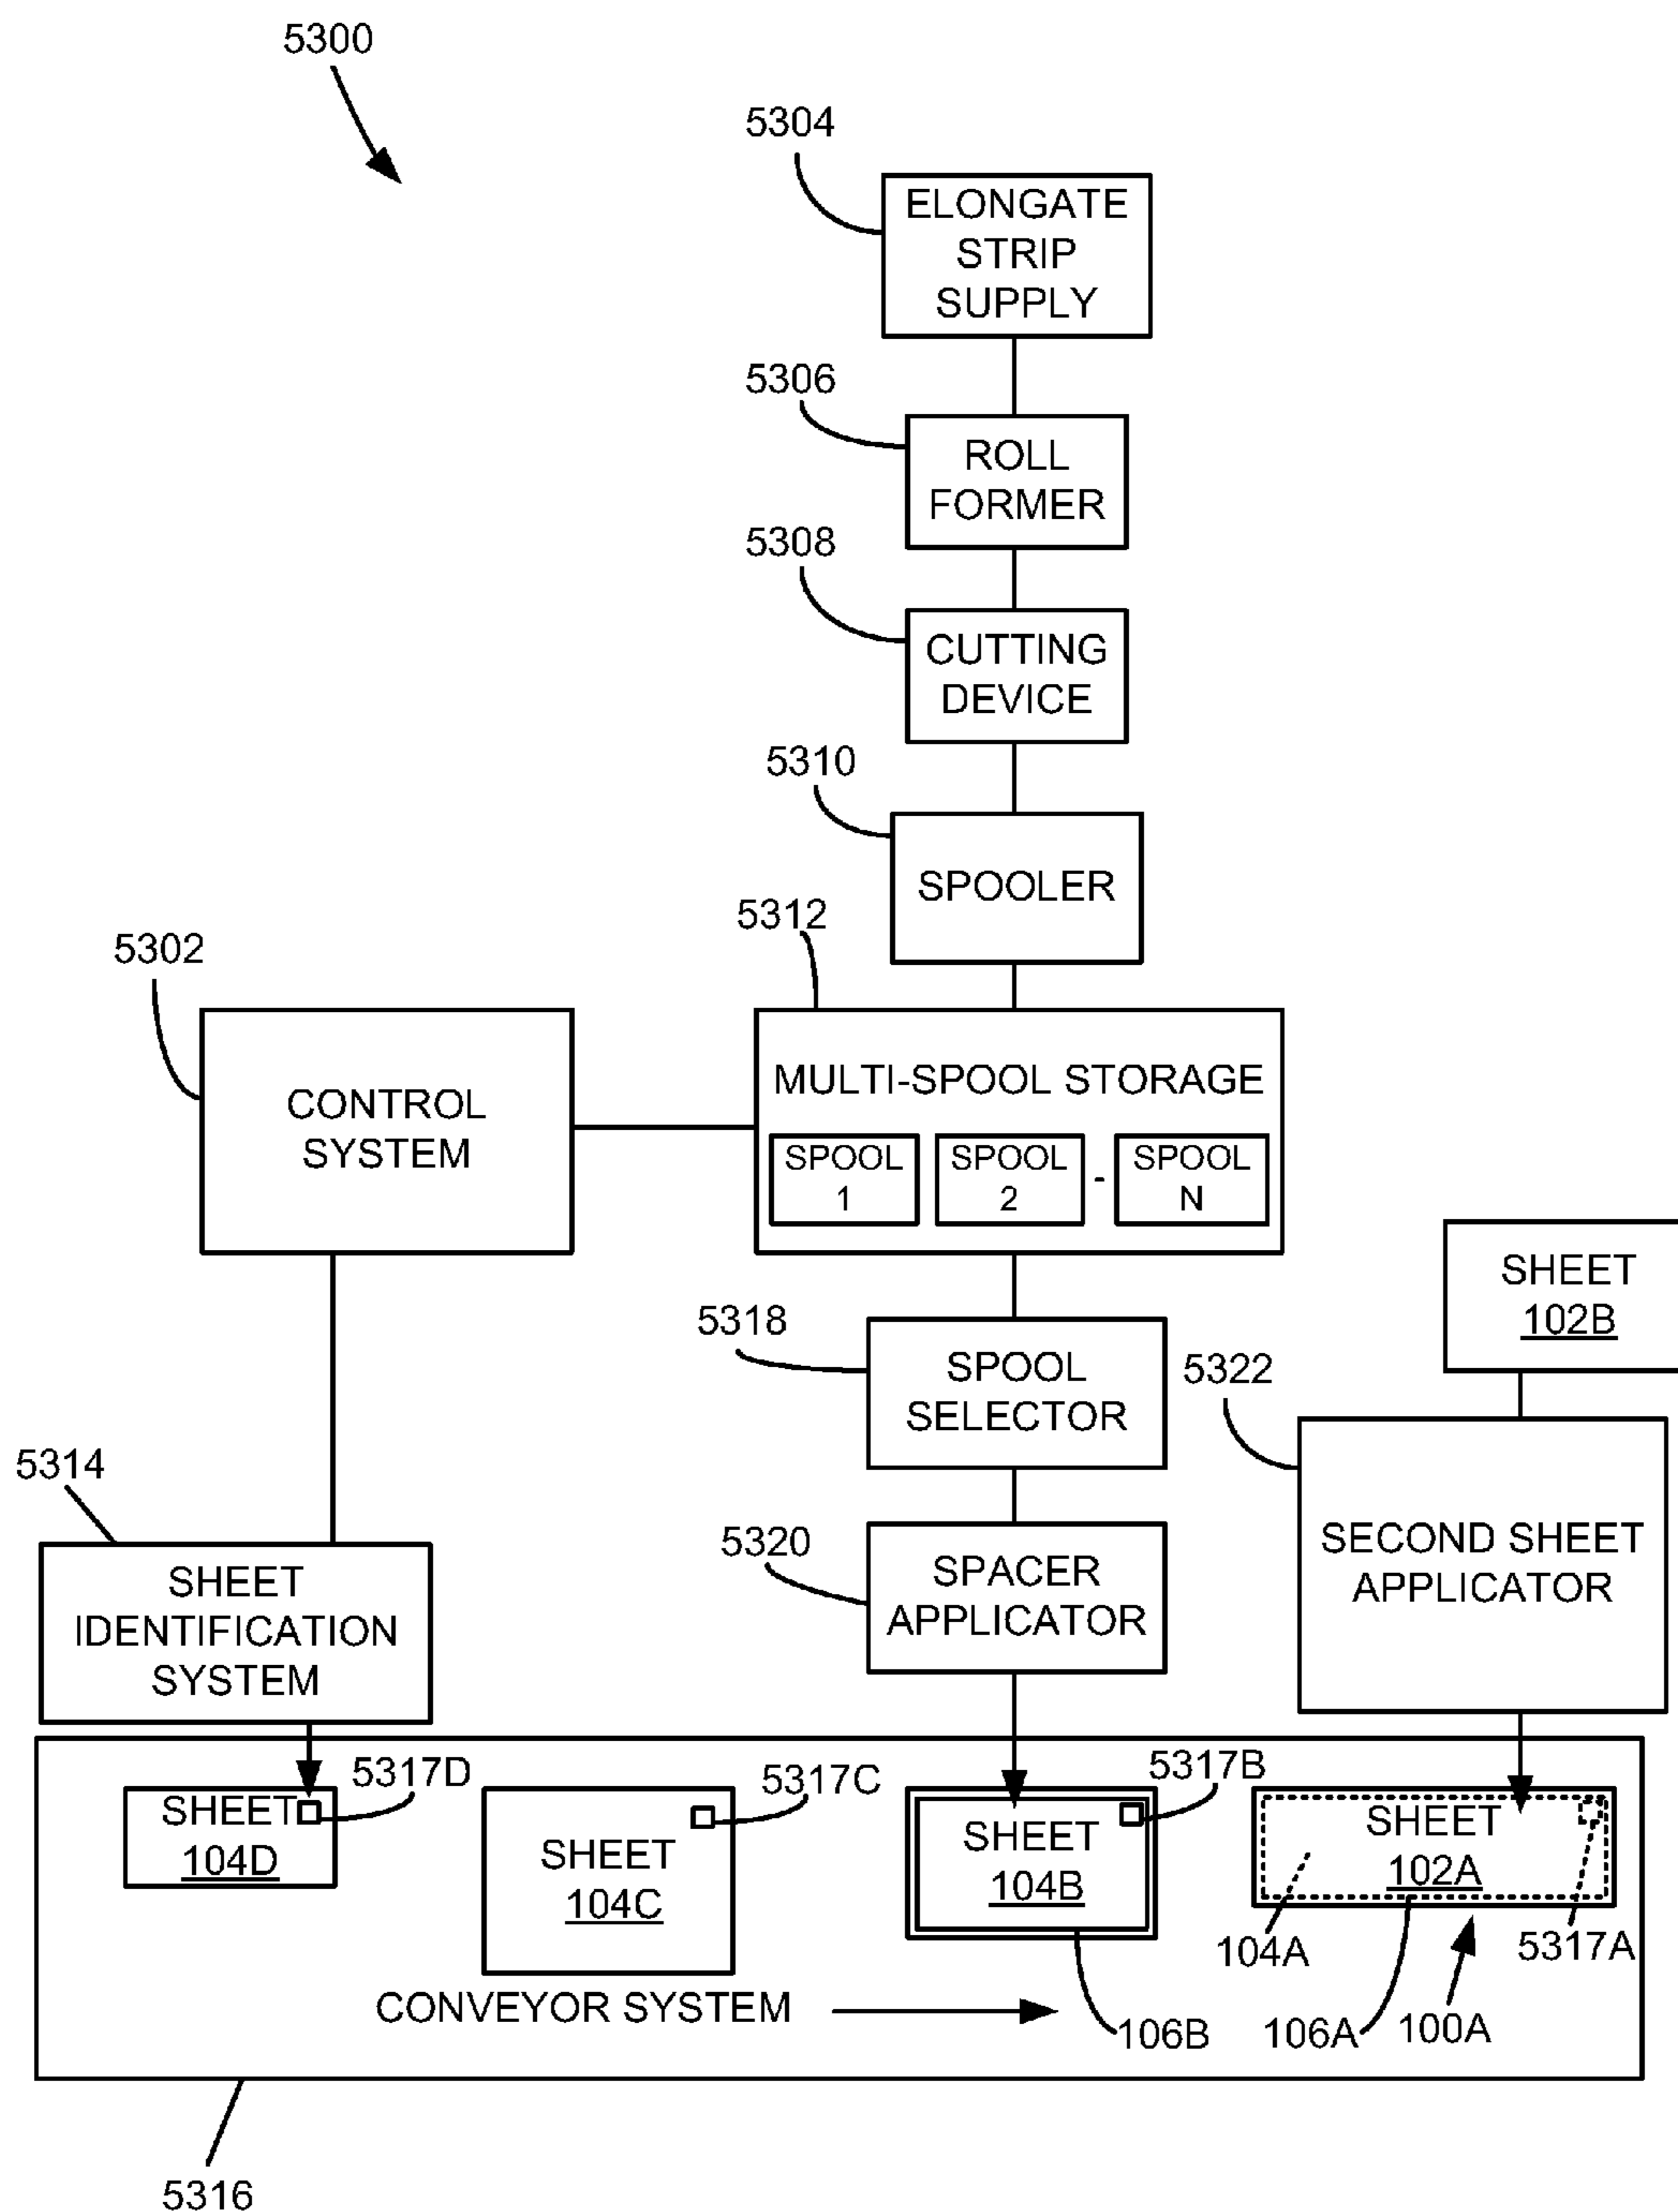 5300
5304
ELONGATE
STRIP
SUPPLY
5306
ROLL
FORMER
5308
CUTTING
DEVICE
5310
SPOOLER
5312
5302
CONTROL
SYSTEM
MULTI-SPOOL STORAGE
SPOOL
1
SPOOL
2
-
SPOOL
N
SHEET
102B
5318
SPOOL
SELECTOR
5322
SECOND SHEET
APPLICATOR
5314
SHEET
IDENTIFICATION
SYSTEM
5320
SPACER
APPLICATOR
SHEET
104D
5317D
SHEET
104C
5317C
SHEET
104B
5317B
SHEET
102A
104A
5317A
CONVEYOR SYSTEM
106B
106A
100A
5316